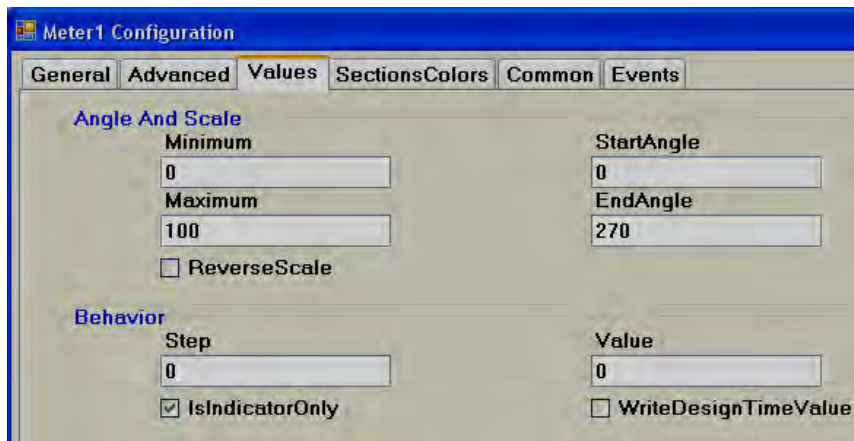 Meter1 Configuration
General Advanced Values SectionsColors Common Events
Angle And Scale
Minimum StartAngle
0 0
Maximum EndAngle
100 270
ReverseScale
Behavior
Step Value
0 0
IsIndicatorOnly WriteDesignTimeValue